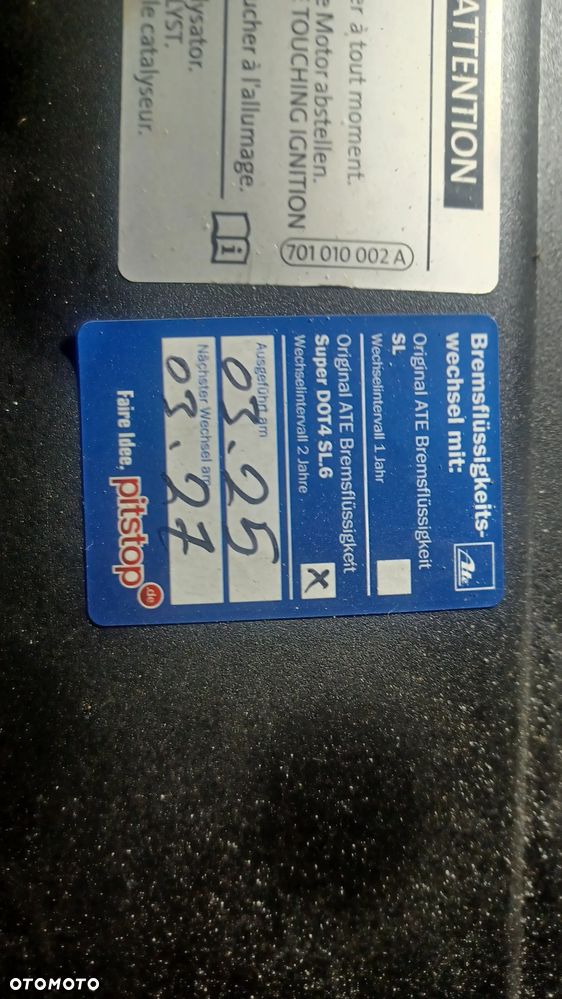 ATTENTION
er à tout moment.
e Motor abstellen.
TOUCHING IGNITION
ucher à l'allumage.
lysator.
LYST.
le catalyseur.
i
701 010 002 A
Bremsflüssigkeits-
wechsel mit:
Ate
Original ATE Bremsflüssigkeit
SL
Wechselintervall 1 Jahr
Original ATE Bremsflüssigkeit
Super DOT4 SL.6
Wechselintervall 2 Jahre
x
Ausgeführt am
03.25
Nächster Wechsel am
03.27
Faire Idee, pitstop.de
OTOMOTO